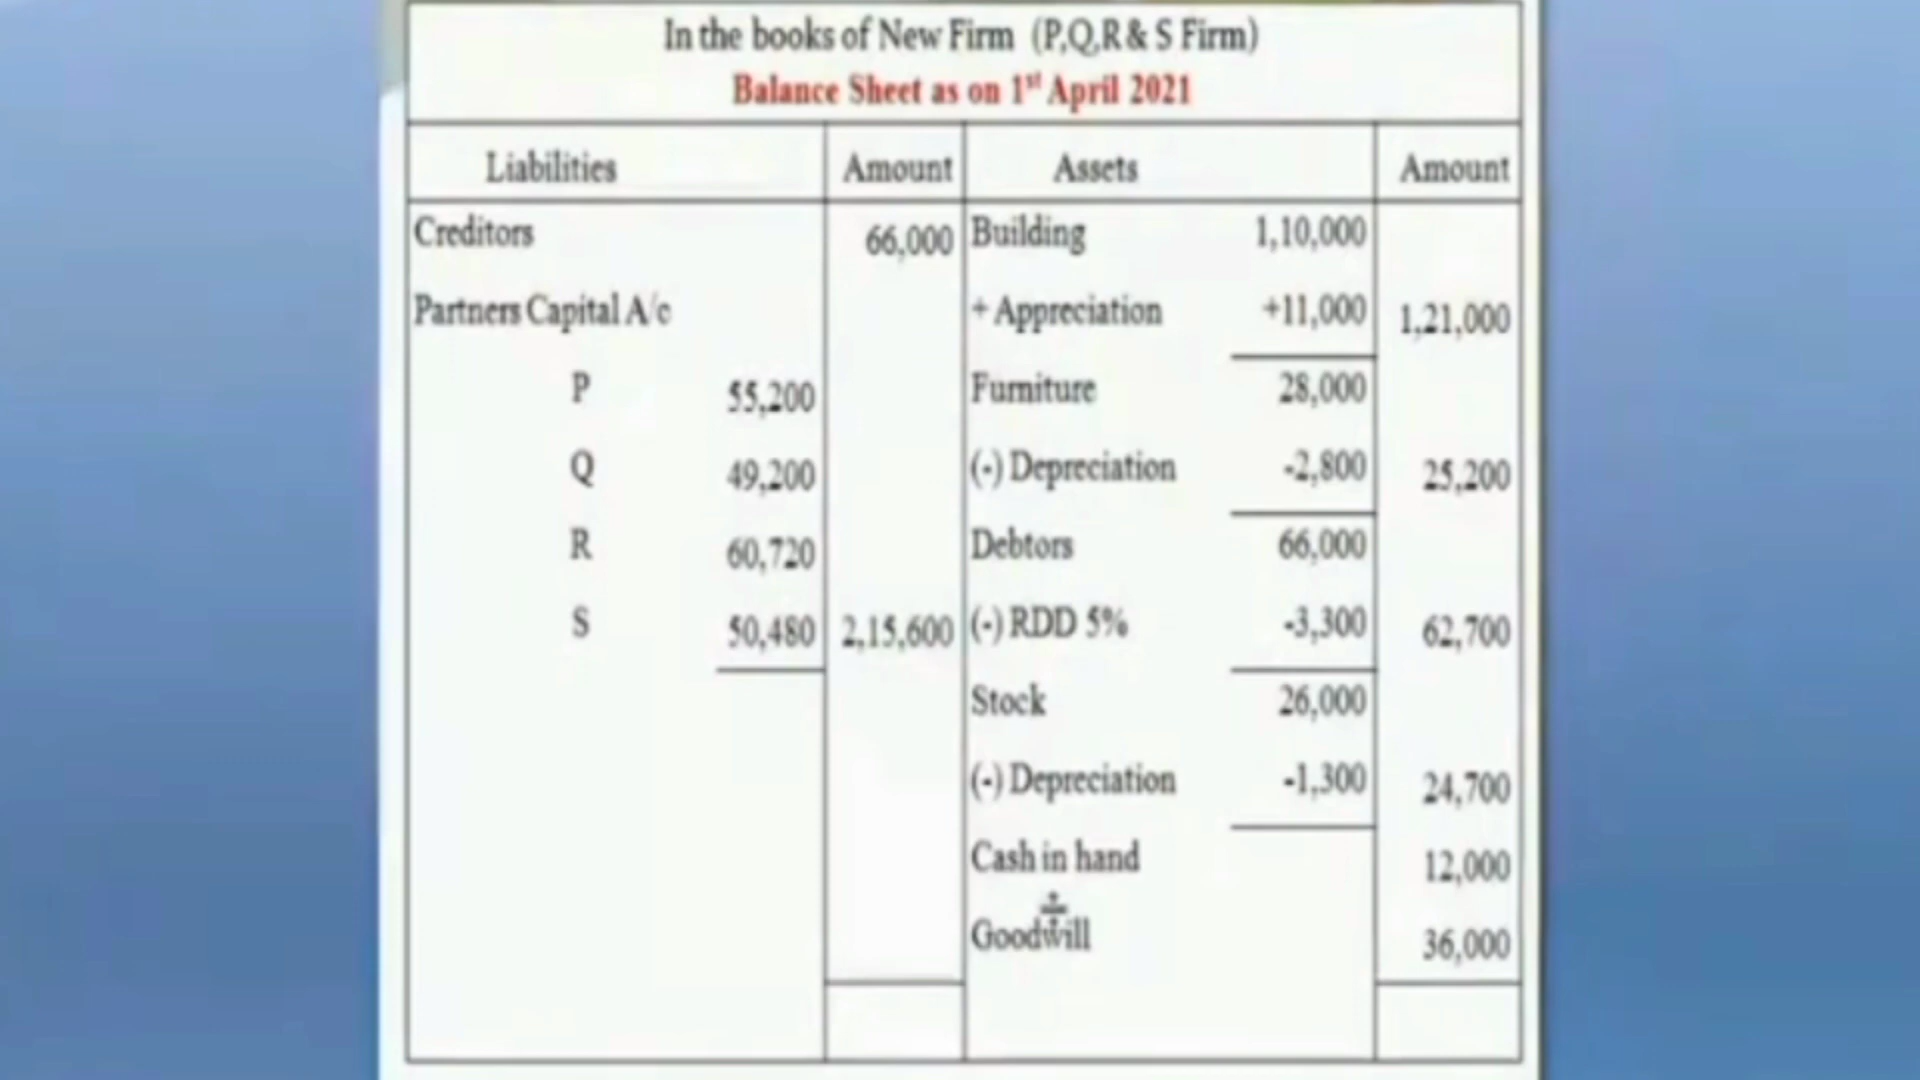 In the books of New Firm (P,Q,R & S Firm)
Balance Sheet as on 1st April 2021
Liabilities Amount Assets Amount
Creditors 66,000 Building 1,10,000
Partners Capital A/c + Appreciation +11,000 1,21,000
P 55,200 Furniture 28,000
Q 49,200 (-) Depreciation -2,800 25,200
R 60,720 Debtors 66,000
S 50,480 2,15,600 (-) RDD 5% -3,300 62,700
Stock 26,000
(-) Depreciation -1,300 24,700
Cash in hand 12,000
Goodwill 36,000